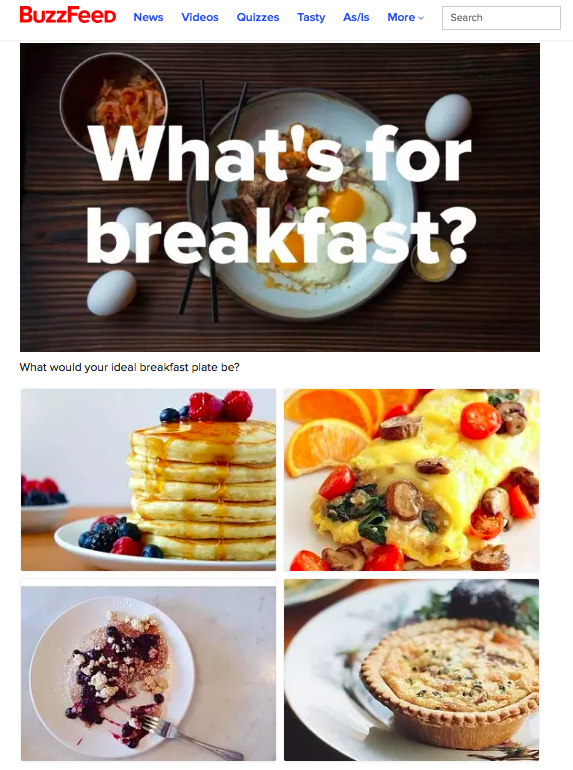 BuzzFeed News Videos Quizzes Tasty As/Is More Search
What's for
breakfast?
What would your ideal breakfast plate be?